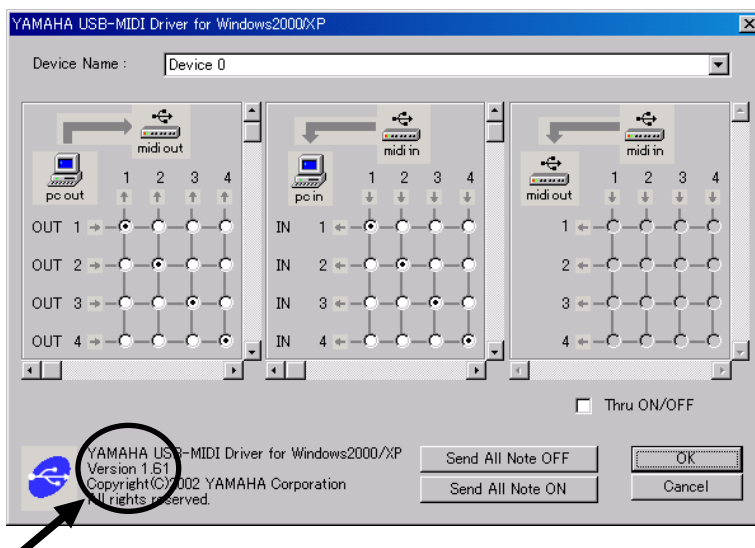 YAMAHA USB-MIDI Driver for Windows2000/XP
Device Name :
Device 0
midi out
pc out
1 2 3 4
OUT 1
OUT 2
OUT 3
OUT 4
midi in
pc in
1 2 3 4
IN 1
IN 2
IN 3
IN 4
midi in
midi out
1 2 3 4
1
2
3
4
Thru ON/OFF
YAMAHA USB-MIDI Driver for Windows2000/XP
Version 1.61
Copyright(C)2002 YAMAHA Corporation
All rights reserved.
Send All Note OFF
Send All Note ON
OK
Cancel